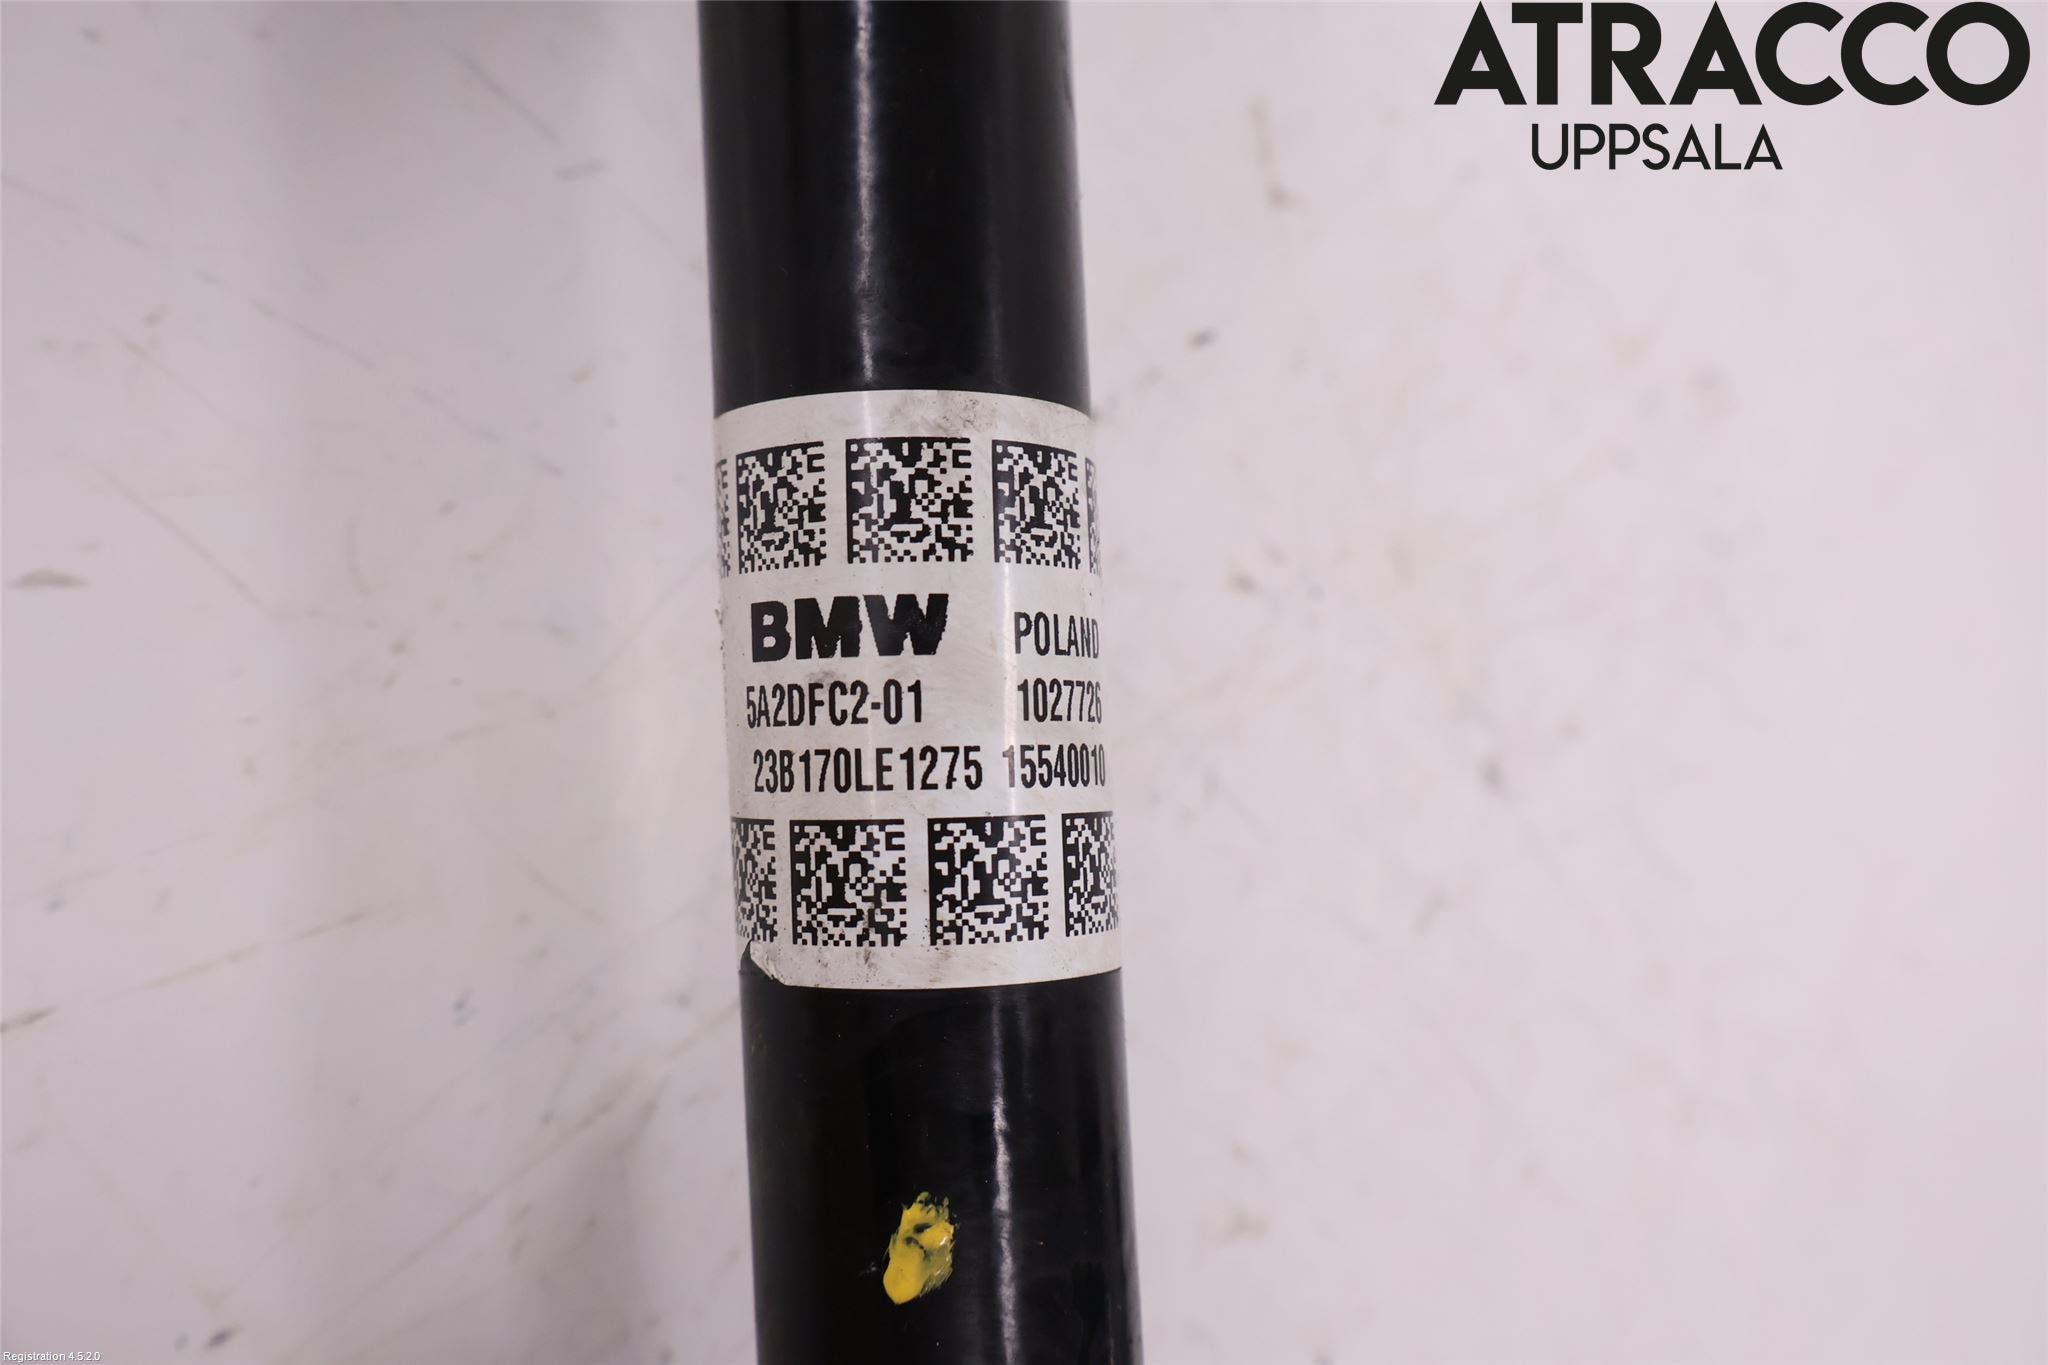 ATRACCO
UPPSALA
BMW POLAND
5A2DFC2-01 1027726
23B170LE1275 15540010
Registration 4.5.2.0